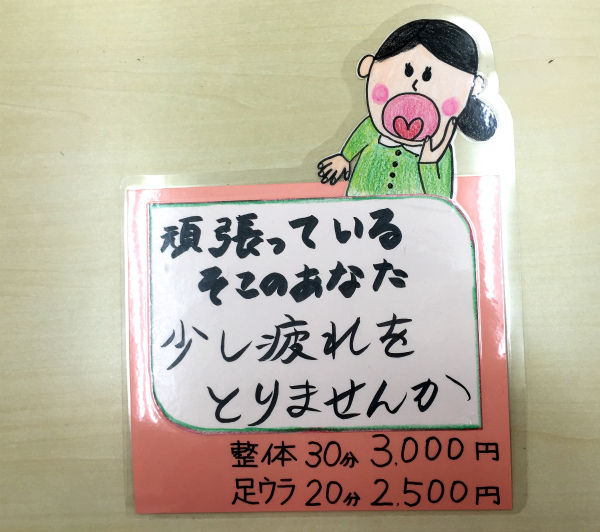 頑張っている
そこのあなた
少し疲れを
とりませんか
整体 30分 3,000円
足ウラ 20分 2,500円